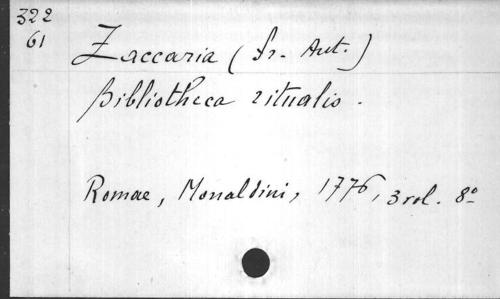 322
61
Zaccaria (fr. Ant.)
Bibliotheca ritualis.
Romae, Monaldini, 1776, 3 vol. 8°